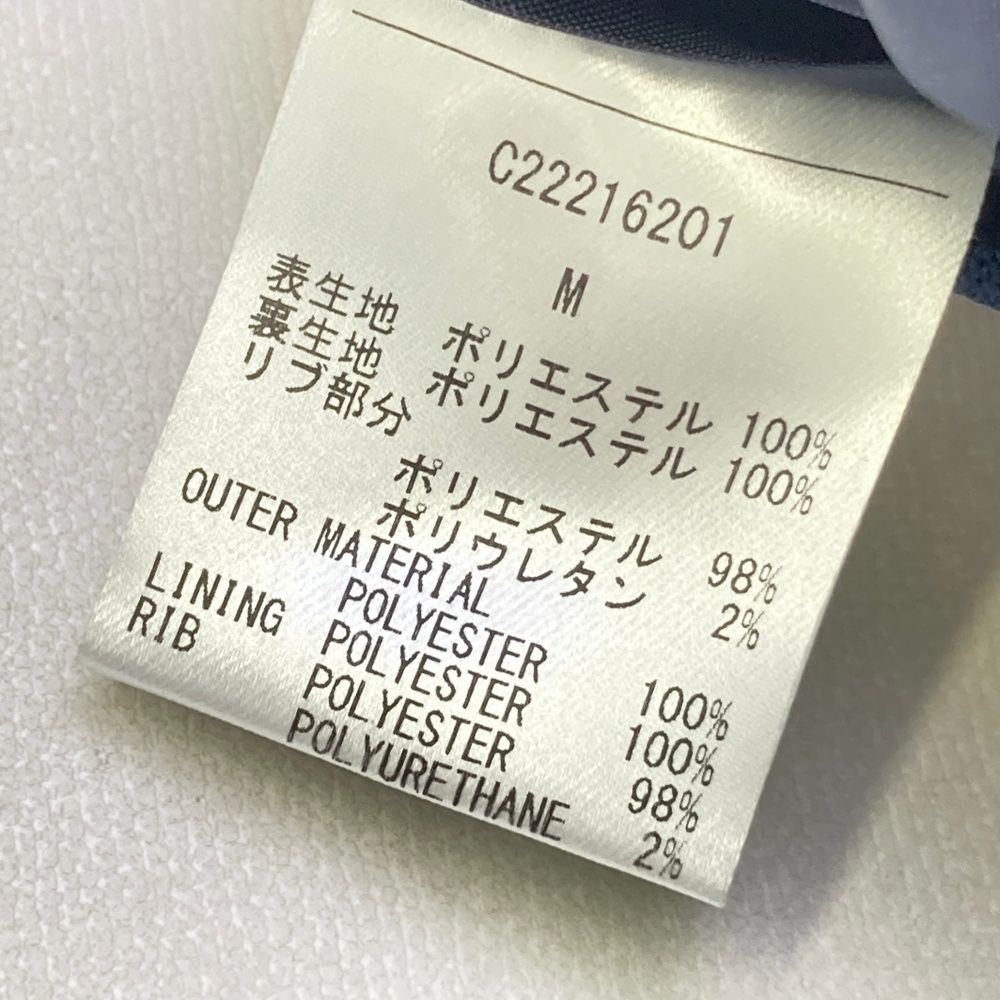 C22216201
M
表生地 ポリエステル 100%
裏生地 ポリエステル 100%
リブ部分
ポリエステル 98%
ポリウレタン 2%
OUTER MATERIAL
POLYESTER 100%
LINING POLYESTER 100%
RIB POLYESTER 98%
POLYURETHANE 2%